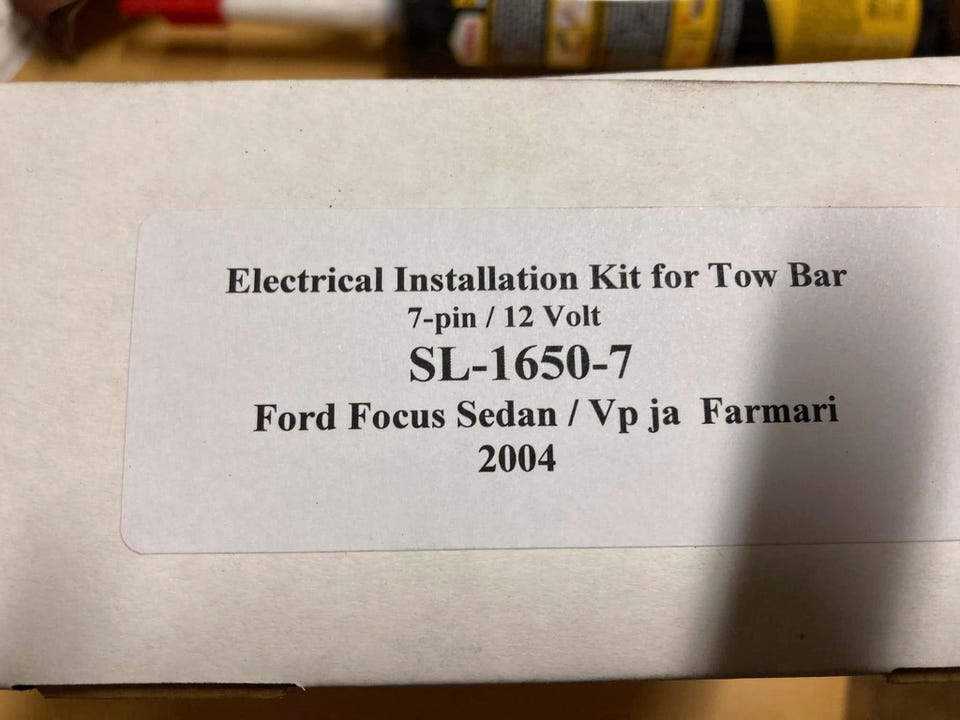 Electrical Installation Kit for Tow Bar
7-pin / 12 Volt
SL-1650-7
Ford Focus Sedan / Vp ja Farmari
2004